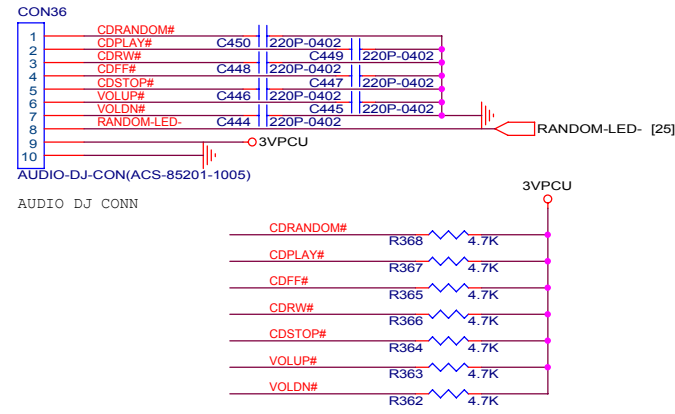 CON36
1 CDRANDOM#
2 CDPLAY# C450 220P-0402
3 CDRW# C449 220P-0402
4 CDFF# C448 220P-0402
5 CDSTOP# C447 220P-0402
6 VOLUP# C446 220P-0402
7 VOLDN# C445 220P-0402
8 RANDOM-LED- C444 220P-0402
RANDOM-LED- [25]
9 3VPCU
10
AUDIO-DJ-CON(ACS-85201-1005)
AUDIO DJ CONN
3VPCU
CDRANDOM# R368 4.7K
CDPLAY# R367 4.7K
CDFF# R365 4.7K
CDRW# R366 4.7K
CDSTOP# R364 4.7K
VOLUP# R363 4.7K
VOLDN# R362 4.7K